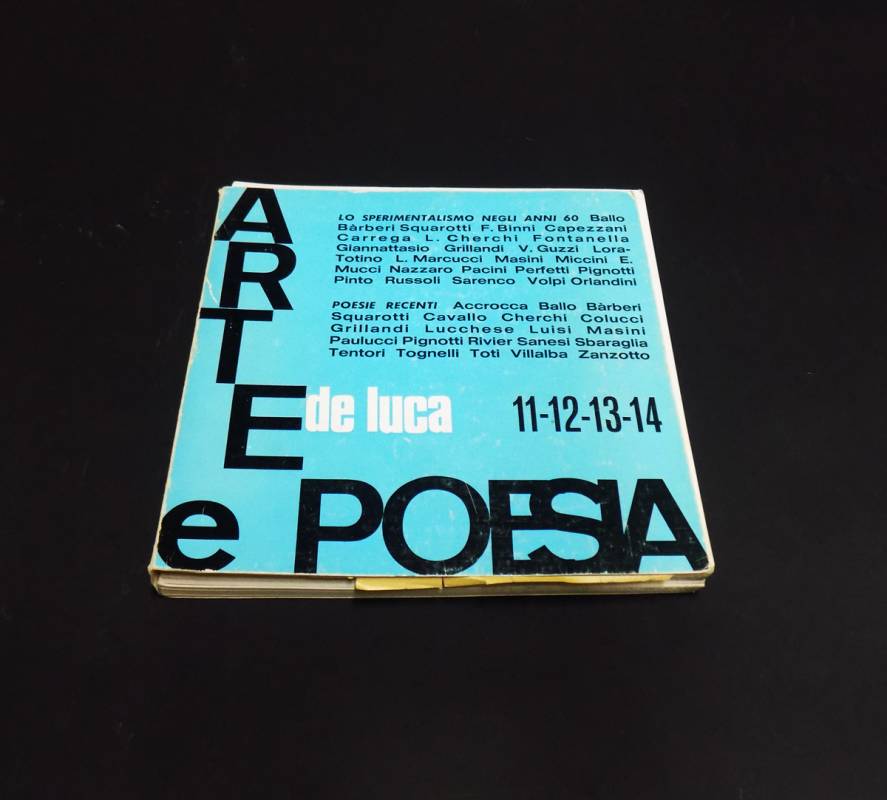 ARTE
LO SPERIMENTALISMO NEGLI ANNI 60 Ballo
Bàrberi Squarotti F. Binni Capezzani
Carrega L. Cherchi Fontanella
Giannattasio Grillandi V. Guzzi Lora-
Totino L. Marcucci Masini Miccini E.
Mucci Nazzaro Pacini Perfetti Pignotti
Pinto Russoli Sarenco Volpi Orlandini
POESIE RECENTI Accrocca Ballo Bàrberi
Squarotti Cavallo Cherchi Colucci
Grillandi Lucchese Luisi Masini
Paulucci Pignotti Rivier Sanesi Sbaraglia
Tentori Tognelli Toti Villalba Zanzotto
de luca 11-12-13-14
e POESIA